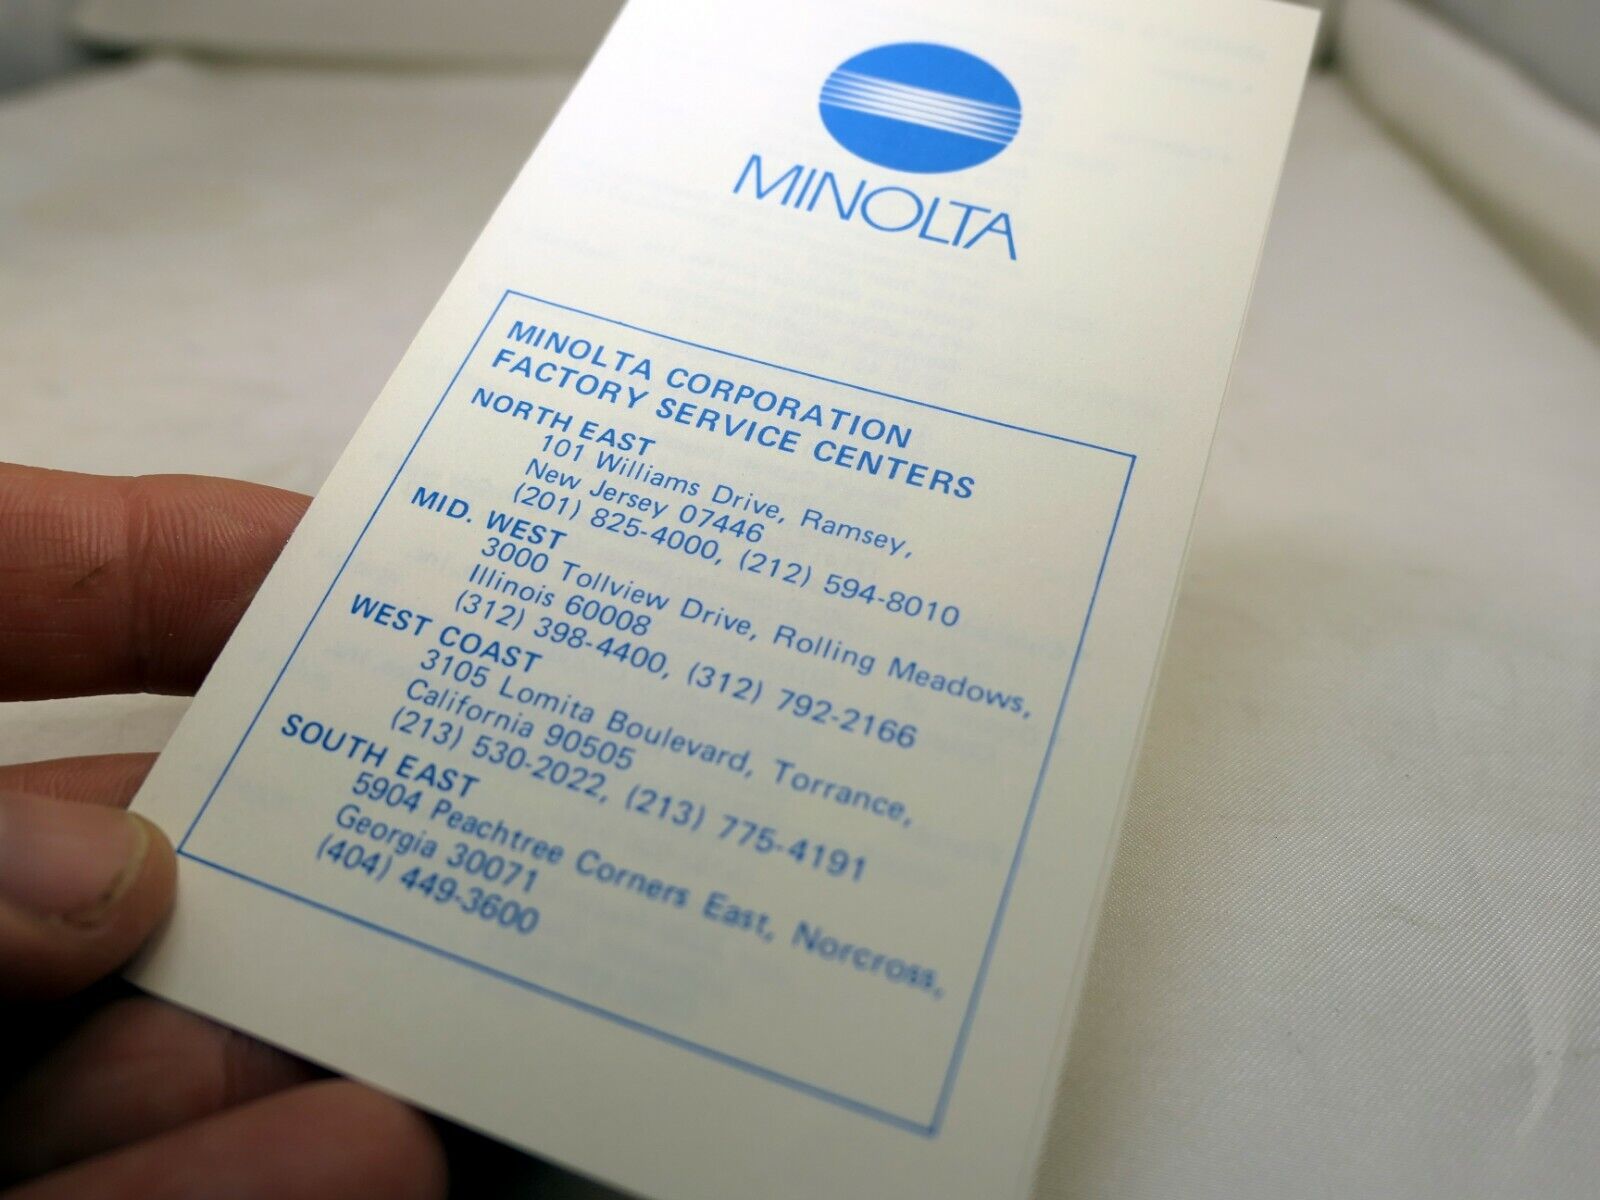 MINOLTA
MINOLTA CORPORATION
FACTORY SERVICE CENTERS
NORTH EAST
101 Williams Drive, Ramsey,
New Jersey 07446
(201) 825-4000, (212) 594-8010
MID. WEST
3000 Tollview Drive, Rolling Meadows,
Illinois 60008
(312) 398-4400, (312) 792-2166
WEST COAST
3105 Lomita Boulevard, Torrance,
California 90505
(213) 530-2022, (213) 775-4191
SOUTH EAST
5904 Peachtree Corners East, Norcross,
Georgia 30071
(404) 449-3600